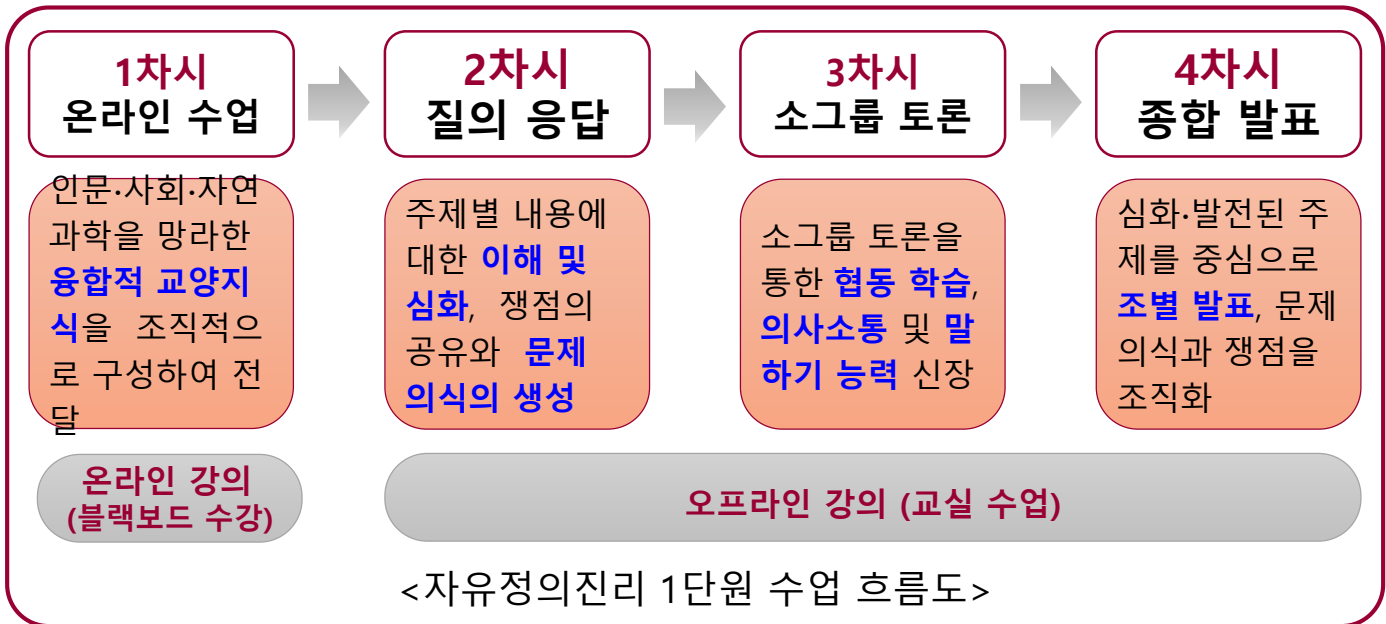 1차시
온라인 수업
2차시
질의 응답
3차시
소그룹 토론
4차시
종합 발표
인문·사회·자연
과학을 망라한
융합적 교양지
식을 조직적으
로 구성하여 전
달
주제별 내용에
대한 이해 및
심화, 쟁점의
공유와 문제
의식의 생성
소그룹 토론을
통한 협동 학습,
의사소통 및 말
하기 능력 신장
심화·발전된 주
제를 중심으로
조별 발표, 문제
의식과 쟁점을
조직화
온라인 강의
(블랙보드 수강)
오프라인 강의 (교실 수업)
<자유정의진리 1단원 수업 흐름도>